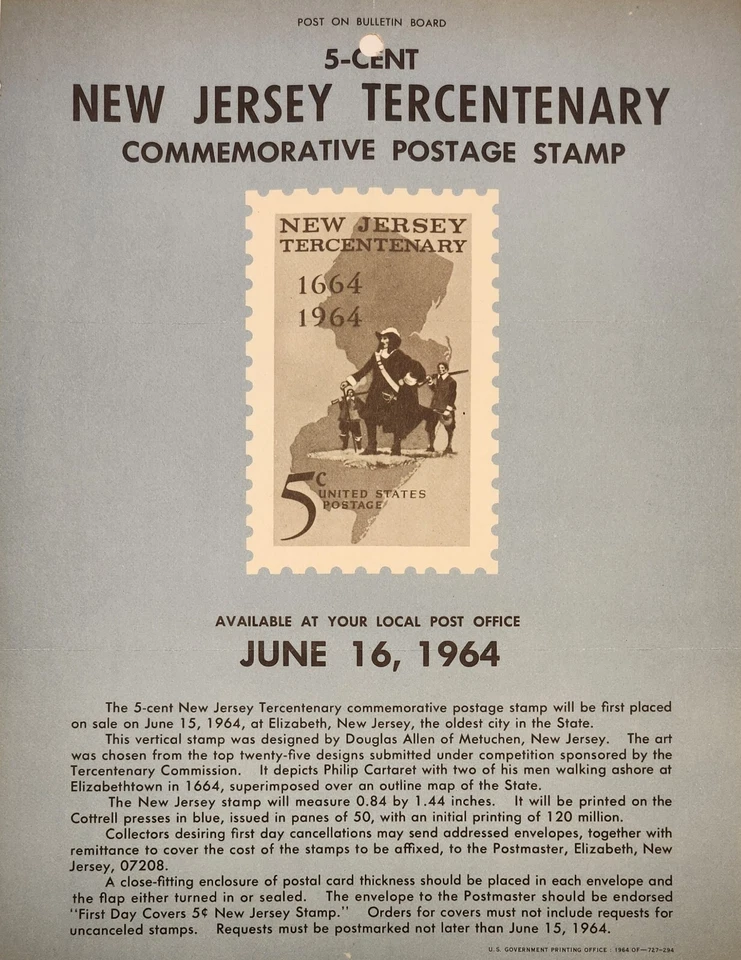 POST ON BULLETIN BOARD
5-CENT
NEW JERSEY TERCENTENARY
COMMEMORATIVE POSTAGE STAMP
NEW JERSEY
TERCENTENARY
1664
1964
5c
UNITED STATES
POSTAGE
AVAILABLE AT YOUR LOCAL POST OFFICE
JUNE 16, 1964
The 5-cent New Jersey Tercentenary commemorative postage stamp will be first placed
on sale on June 15, 1964, at Elizabeth, New Jersey, the oldest city in the State.
This vertical stamp was designed by Douglas Allen of Metuchen, New Jersey. The art
was chosen from the top twenty-five designs submitted under competition sponsored by the
Tercentenary Commission. It depicts Philip Cartaret with two of his men walking ashore at
Elizabethtown in 1664, superimposed over an outline map of the State.
The New Jersey stamp will measure 0.84 by 1.44 inches. It will be printed on the
Cottrell presses in blue, issued in panes of 50, with an initial printing of 120 million.
Collectors desiring first day cancellations may send addressed envelopes, together with
remittance to cover the cost of the stamps to be affixed, to the Postmaster, Elizabeth, New
Jersey, 07208.
A close-fitting enclosure of postal card thickness should be placed in each envelope and
the flap either turned in or sealed. The envelope to the Postmaster should be endorsed
"First Day Covers 5¢ New Jersey Stamp." Orders for covers must not include requests for
uncanceled stamps. Requests must be postmarked not later than June 15, 1964.
U.S. GOVERNMENT PRINTING OFFICE : 1964 OF—727-294